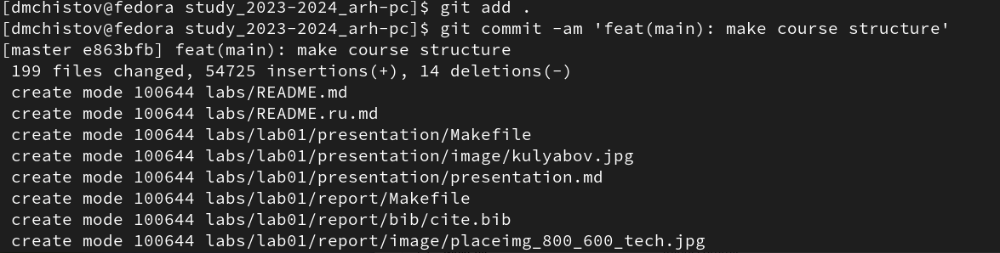 [dmchistov@fedora study_2023-2024_arh-pc]$ git add .
[dmchistov@fedora study_2023-2024_arh-pc]$ git commit -am 'feat(main): make course structure'
[master e863bfb] feat(main): make course structure
 199 files changed, 54725 insertions(+), 14 deletions(-)
 create mode 100644 labs/README.md
 create mode 100644 labs/README.ru.md
 create mode 100644 labs/lab01/presentation/Makefile
 create mode 100644 labs/lab01/presentation/image/kulyabov.jpg
 create mode 100644 labs/lab01/presentation/presentation.md
 create mode 100644 labs/lab01/report/Makefile
 create mode 100644 labs/lab01/report/bib/cite.bib
 create mode 100644 labs/lab01/report/image/placeimg_800_600_tech.jpg